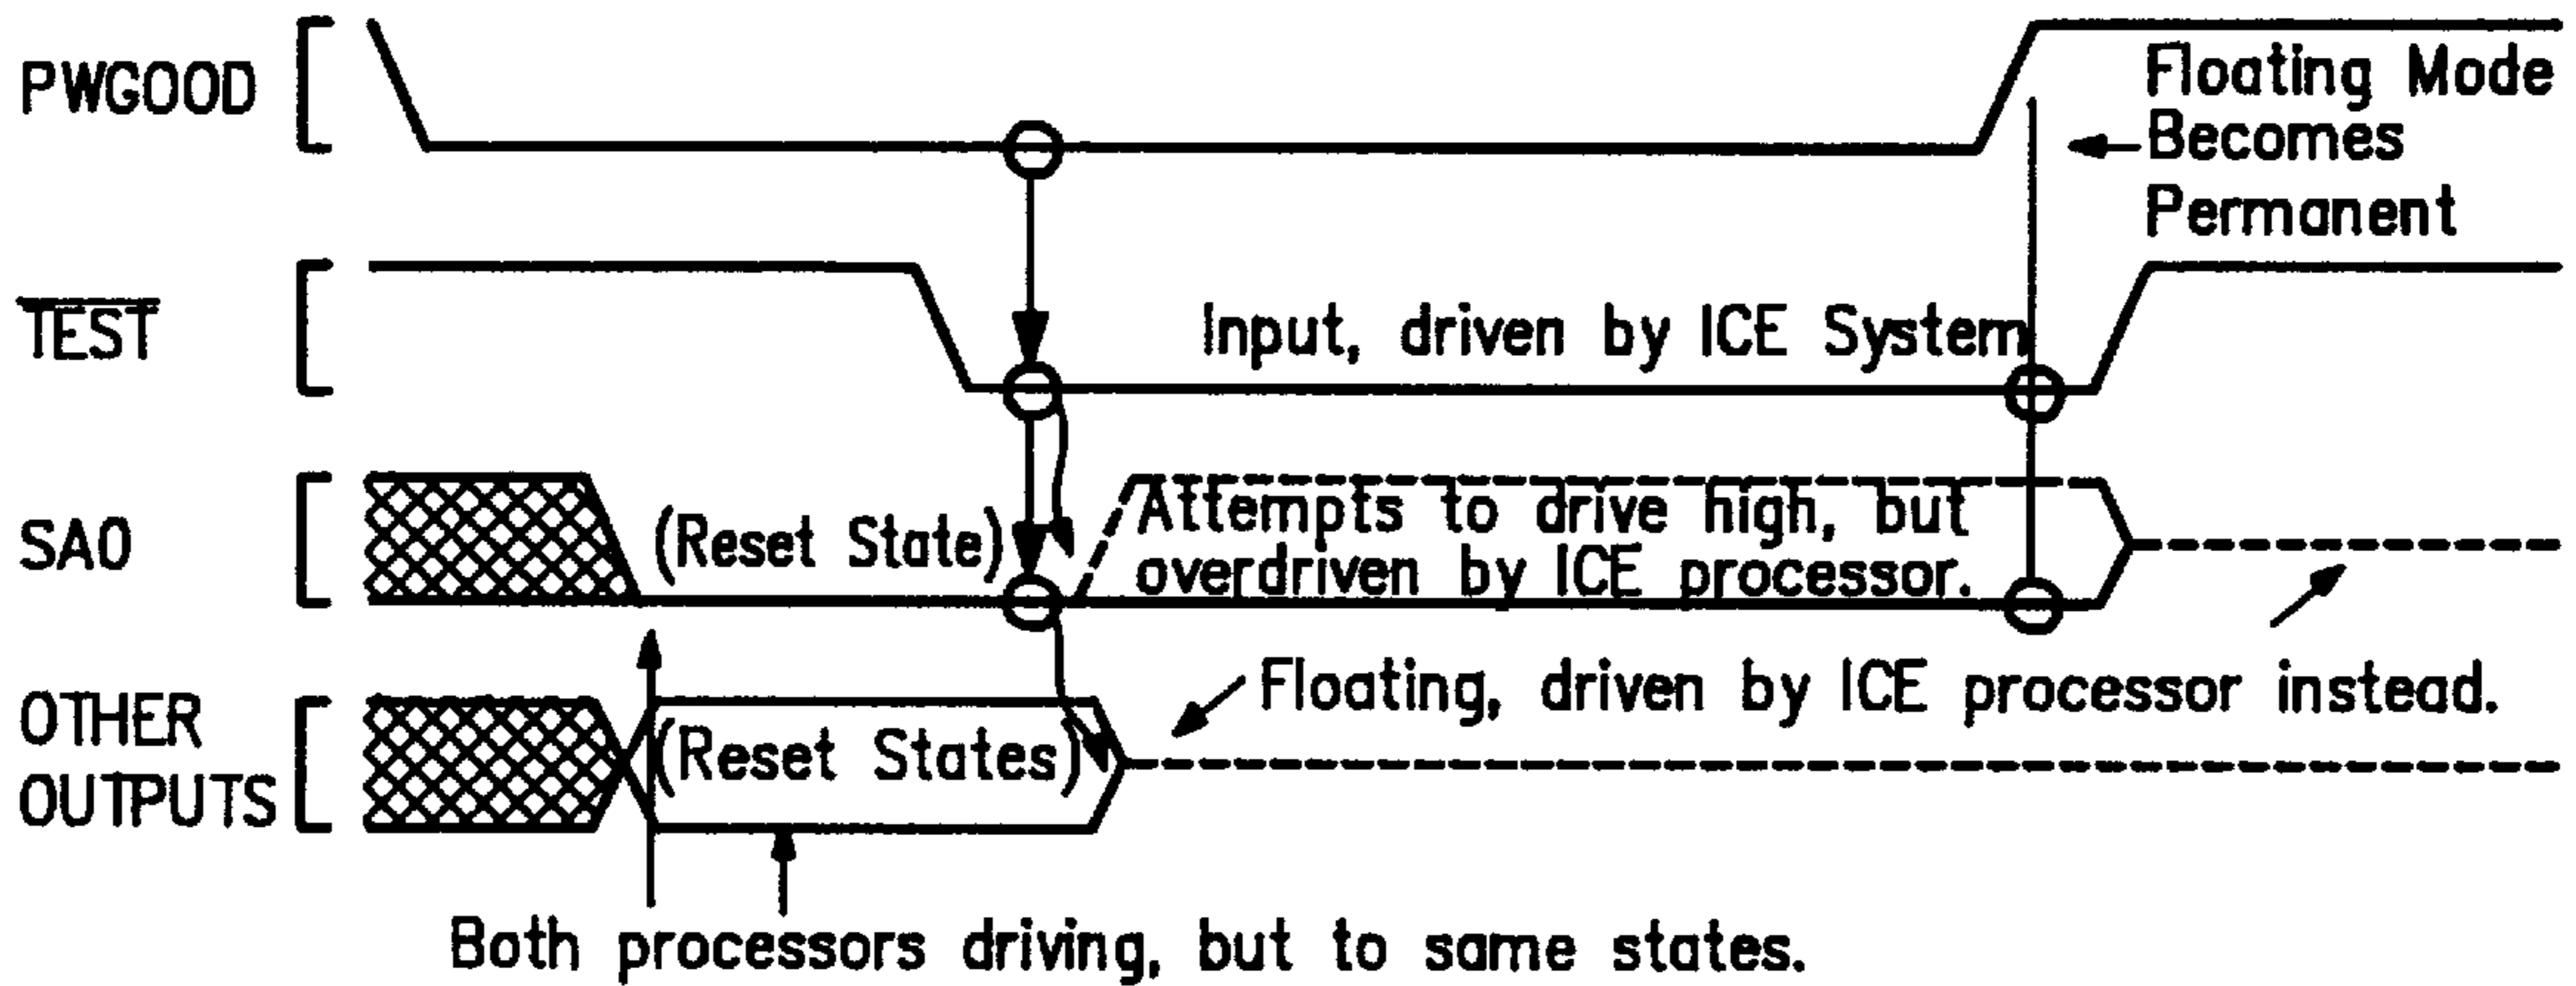 PWGOOD
Floating Mode
Becomes
Permanent
TEST
Input, driven by ICE System
SA0
(Reset State)
Attempts to drive high, but
overdriven by ICE processor.
OTHER
OUTPUTS
(Reset States)
Floating, driven by ICE processor instead.
Both processors driving, but to same states.